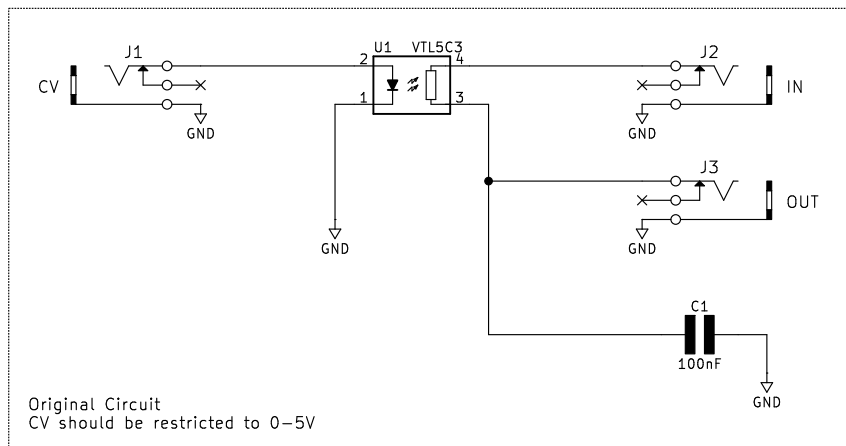 U1 VTL5C3
J1
2
4
J2
CV
IN
1
3
GND
GND
J3
OUT
GND
GND
C1
100nF
GND
Original Circuit
CV should be restricted to 0-5V